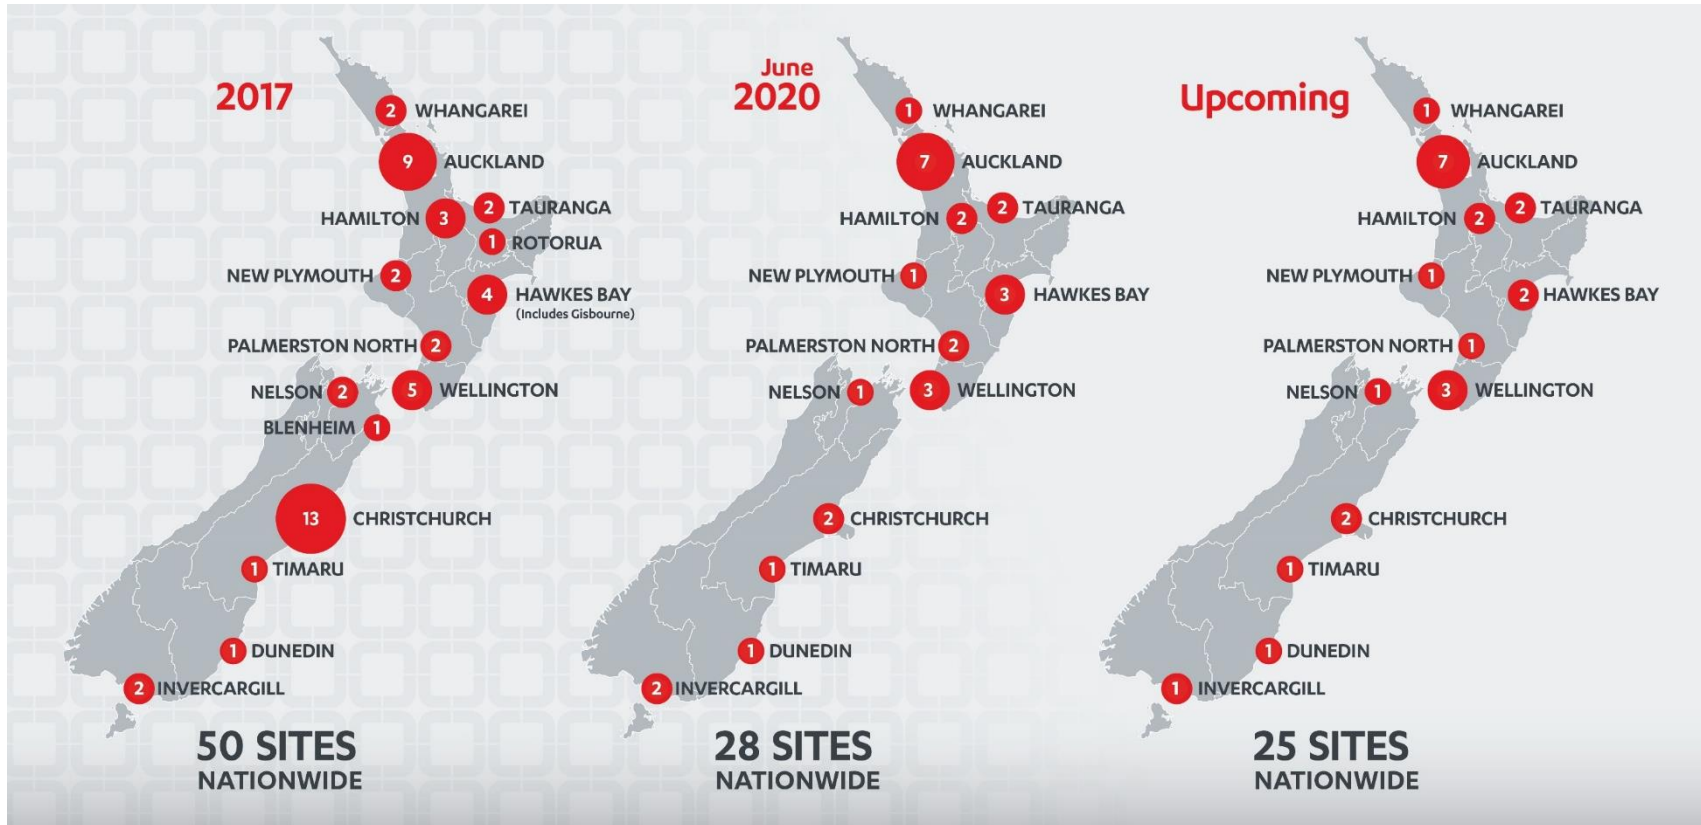 2017
2 WHANGAREI
9 AUCKLAND
2 TAURANGA
HAMILTON 3
1 ROTORUA
NEW PLYMOUTH 2
4 HAWKES BAY
(Includes Gisbourne)
PALMERSTON NORTH 2
NELSON 2
5 WELLINGTON
BLENHEIM 1
13 CHRISTCHURCH
1 TIMARU
1 DUNEDIN
2 INVERCARGILL
50 SITES
NATIONWIDE
June
2020
1 WHANGAREI
7 AUCKLAND
2 TAURANGA
HAMILTON 2
NEW PLYMOUTH 1
3 HAWKES BAY
PALMERSTON NORTH 2
NELSON 1
3 WELLINGTON
2 CHRISTCHURCH
1 TIMARU
1 DUNEDIN
2 INVERCARGILL
28 SITES
NATIONWIDE
Upcoming
1 WHANGAREI
7 AUCKLAND
2 TAURANGA
HAMILTON 2
NEW PLYMOUTH 1
2 HAWKES BAY
PALMERSTON NORTH 1
NELSON 1
3 WELLINGTON
2 CHRISTCHURCH
1 TIMARU
1 DUNEDIN
1 INVERCARGILL
25 SITES
NATIONWIDE